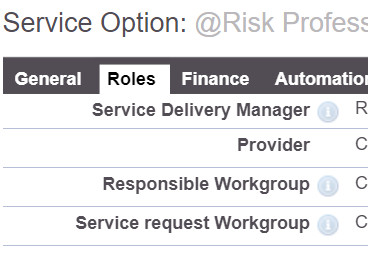 Service Option: @Risk Profess
General Roles Finance Automation
Service Delivery Manager R
Provider C
Responsible Workgroup C
Service request Workgroup C